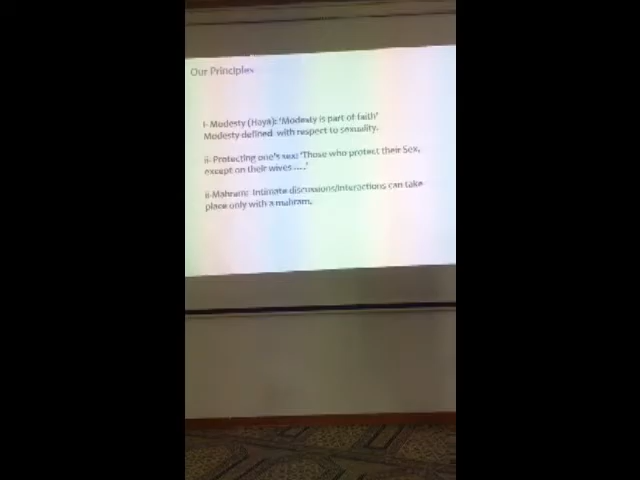 Our Principles
i- Modesty (Haya): 'Modesty is part of faith'
Modesty defined with respect to sexuality.
ii- Protecting one's sex: 'Those who protect their Sex,
except on their wives ....'
ii-Mahram: Intimate discussions/interactions can take
place only with a mahram.